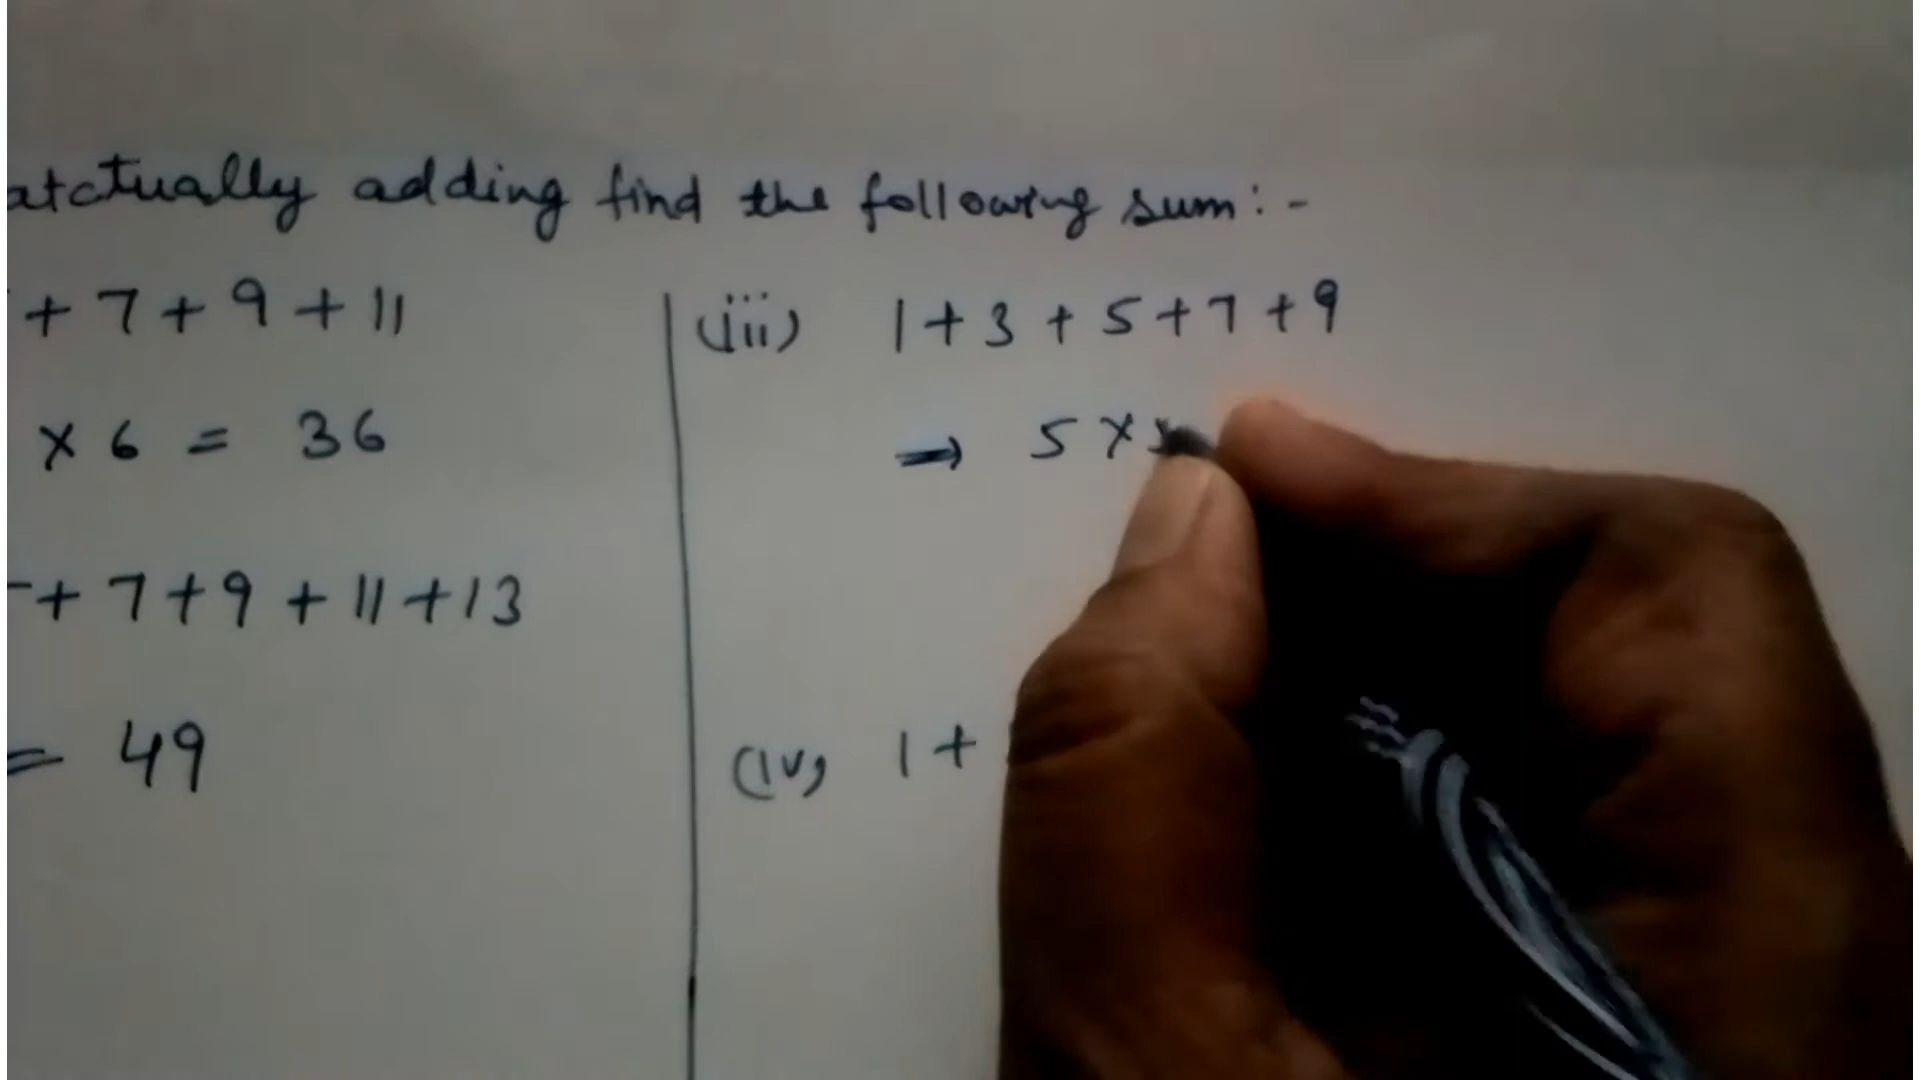 atctually adding find the following sum:-
+ 7 + 9 + 11
× 6 = 36
+ 7 + 9 + 11 + 13
= 49
(iii) 1 + 3 + 5 + 7 + 9
→ 5 ×
(iv) 1 +